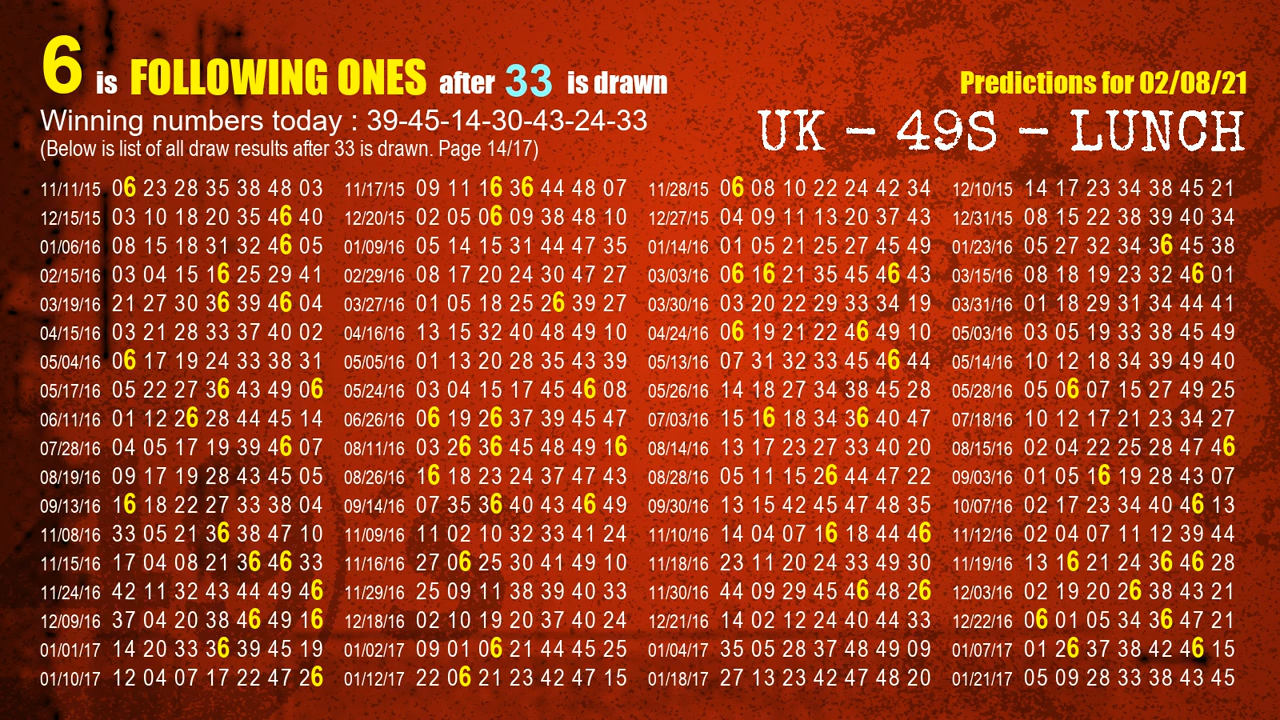 6 is FOLLOWING ONES after 33 is drawn
Predictions for 02/08/21
Winning numbers today : 39-45-14-30-43-24-33
UK - 49S - LUNCH
(Below is list of all draw results after 33 is drawn. Page 14/17)
11/11/15 06 23 28 35 38 48 03 11/17/15 09 11 16 36 44 48 07 11/28/15 06 08 10 22 24 42 34 12/10/15 14 17 23 34 38 45 21
12/15/15 03 10 18 20 35 46 40 12/20/15 02 05 06 09 38 48 10 12/27/15 04 09 11 13 20 37 43 12/31/15 08 15 22 38 39 40 34
01/06/16 08 15 18 31 32 46 05 01/09/16 05 14 15 31 44 47 35 01/14/16 01 05 21 25 27 45 49 01/23/16 05 27 32 34 36 45 38
02/15/16 03 04 15 16 25 29 41 02/29/16 08 17 20 24 30 47 27 03/03/16 06 16 21 35 45 46 43 03/15/16 08 18 19 23 32 46 01
03/19/16 21 27 30 36 39 46 04 03/27/16 01 05 18 25 26 39 27 03/30/16 03 20 22 29 33 34 19 03/31/16 01 18 29 31 34 44 41
04/15/16 03 21 28 33 37 40 02 04/16/16 13 15 32 40 48 49 10 04/24/16 06 19 21 22 46 49 10 05/03/16 03 05 19 33 38 45 49
05/04/16 06 17 19 24 33 38 31 05/05/16 01 13 20 28 35 43 39 05/13/16 07 31 32 33 45 46 44 05/14/16 10 12 18 34 39 49 40
05/17/16 05 22 27 36 43 49 06 05/24/16 03 04 15 17 45 46 08 05/26/16 14 18 27 34 38 45 28 05/28/16 05 06 07 15 27 49 25
06/11/16 01 12 26 28 44 45 14 06/26/16 06 19 26 37 39 45 47 07/03/16 15 16 18 34 36 40 47 07/18/16 10 12 17 21 23 34 27
07/28/16 04 05 17 19 39 46 07 08/11/16 03 26 36 45 48 49 16 08/14/16 13 17 23 27 33 40 20 08/15/16 02 04 22 25 28 47 46
08/19/16 09 17 19 28 43 45 05 08/26/16 16 18 23 24 37 47 43 08/28/16 05 11 15 26 44 47 22 09/03/16 01 05 16 19 28 43 07
09/13/16 16 18 22 27 33 38 04 09/14/16 07 35 36 40 43 46 49 09/30/16 13 15 42 45 47 48 35 10/07/16 02 17 23 34 40 46 13
11/08/16 33 05 21 36 38 47 10 11/09/16 11 02 10 32 33 41 24 11/10/16 14 04 07 16 18 44 46 11/12/16 02 04 07 11 12 39 44
11/15/16 17 04 08 21 36 46 33 11/16/16 27 06 25 30 41 49 10 11/18/16 23 11 20 24 33 49 30 11/19/16 13 16 21 24 36 46 28
11/24/16 42 11 32 43 44 49 46 11/29/16 25 09 11 38 39 40 33 11/30/16 44 09 29 45 46 48 26 12/03/16 02 19 20 26 38 43 21
12/09/16 37 04 20 38 46 49 16 12/18/16 02 10 19 20 37 40 24 12/21/16 14 02 12 24 40 44 33 12/22/16 06 01 05 34 36 47 21
01/01/17 14 20 33 36 39 45 19 01/02/17 09 01 06 21 44 45 25 01/04/17 35 05 28 37 48 49 09 01/07/17 01 26 37 38 42 46 15
01/10/17 12 04 07 17 22 47 26 01/12/17 22 06 21 23 42 47 15 01/18/17 27 13 23 42 47 48 20 01/21/17 05 09 28 33 38 43 45